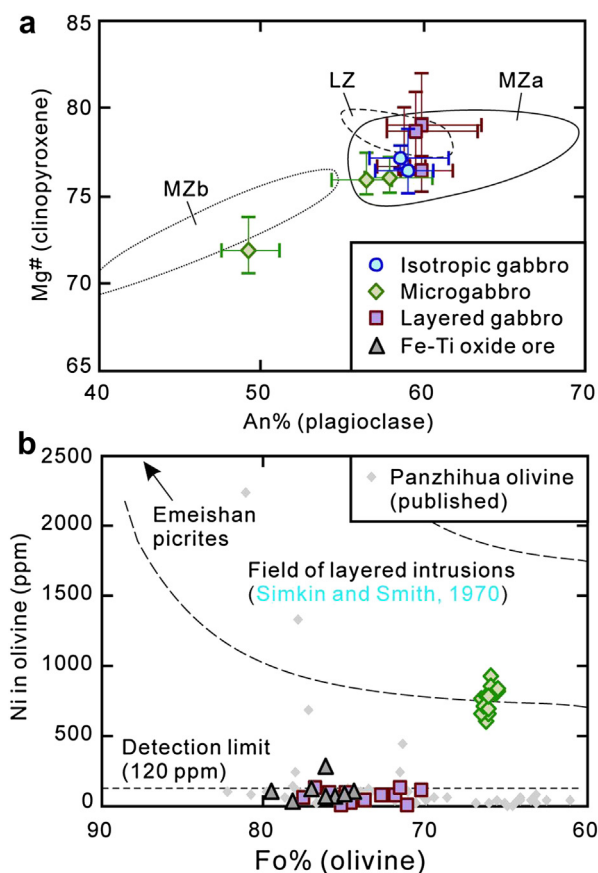 a
85
80
75
70
65
Mg# (clinopyroxene)
LZ
MZa
MZb
Isotropic gabbro
Microgabbro
Layered gabbro
Fe-Ti oxide ore
40
50
60
70
An% (plagioclase)
b
2500
2000
1500
1000
500
0
Ni in olivine (ppm)
Emeishan
picrites
Panzhihua olivine
(published)
Field of layered intrusions
(Simkin and Smith, 1970)
Detection limit
(120 ppm)
90
80
70
60
Fo% (olivine)